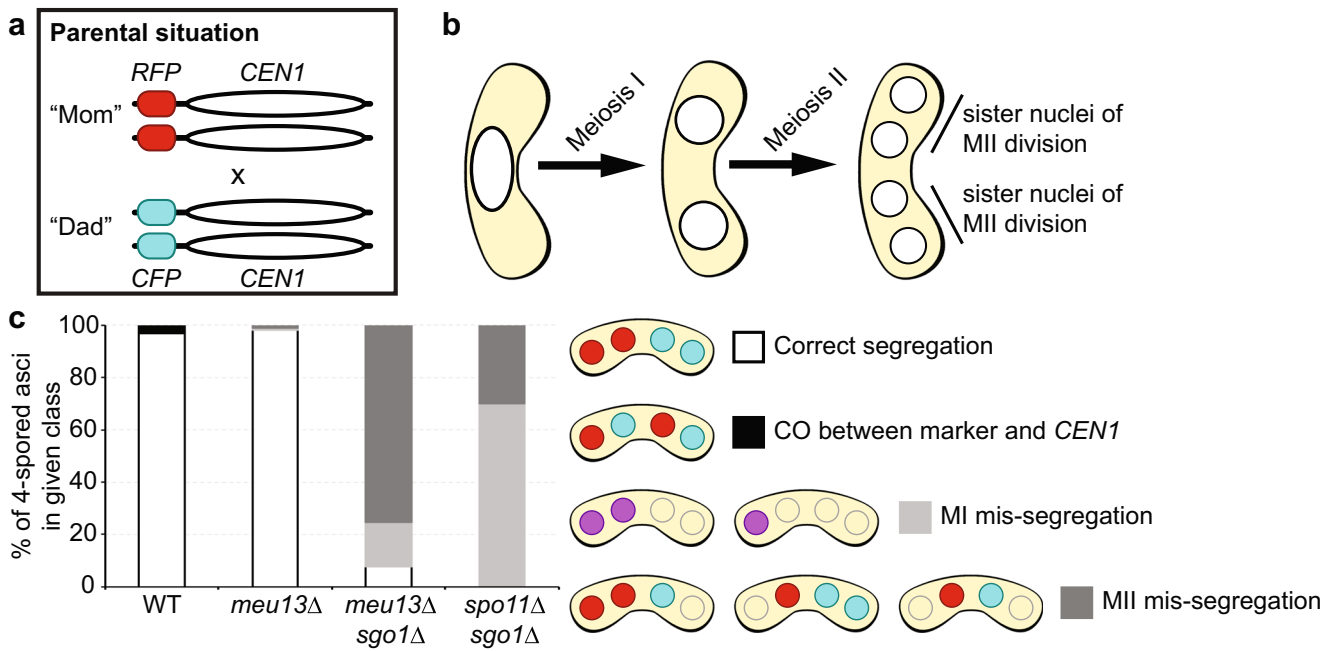 a
Parental situation
RFP CEN1
“Mom”
x
“Dad”
CFP CEN1
b
Meiosis I
Meiosis II
sister nuclei of
MII division
sister nuclei of
MII division
c
% of 4-spored asci
in given class
100
80
60
40
20
0
WT
meu13Δ
meu13Δ
sgo1Δ
spo11Δ
sgo1Δ
Correct segregation
CO between marker and CEN1
MI mis-segregation
MII mis-segregation